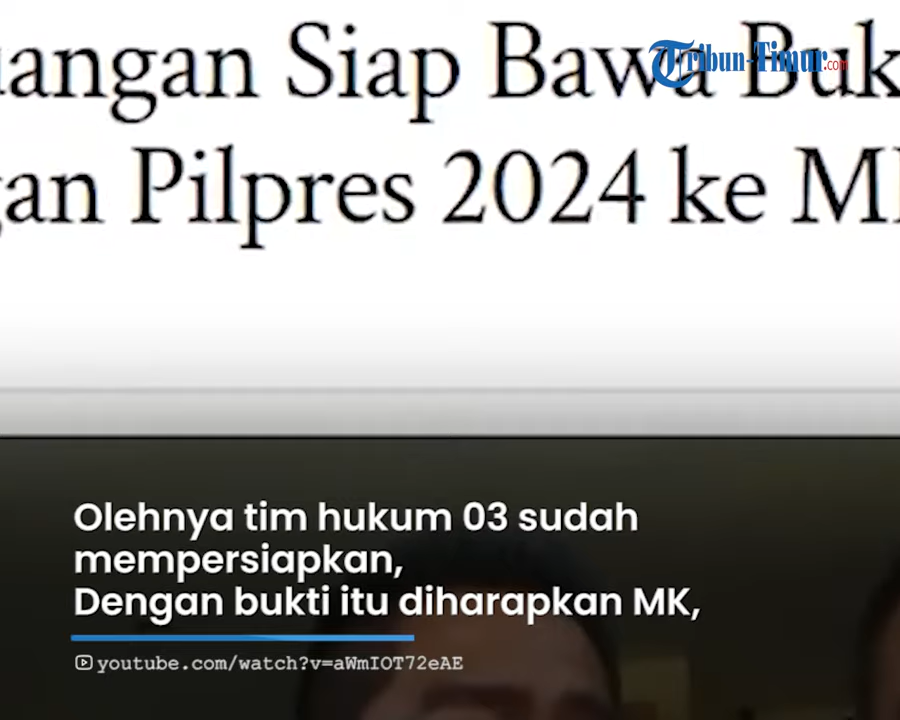 uangan Siap Bawa Buk
Tribun-Timur.com
gan Pilpres 2024 ke M
Olehnya tim hukum 03 sudah
mempersiapkan,
Dengan bukti itu diharapkan MK,
youtube.com/watch?v=aWmIOT72eAE